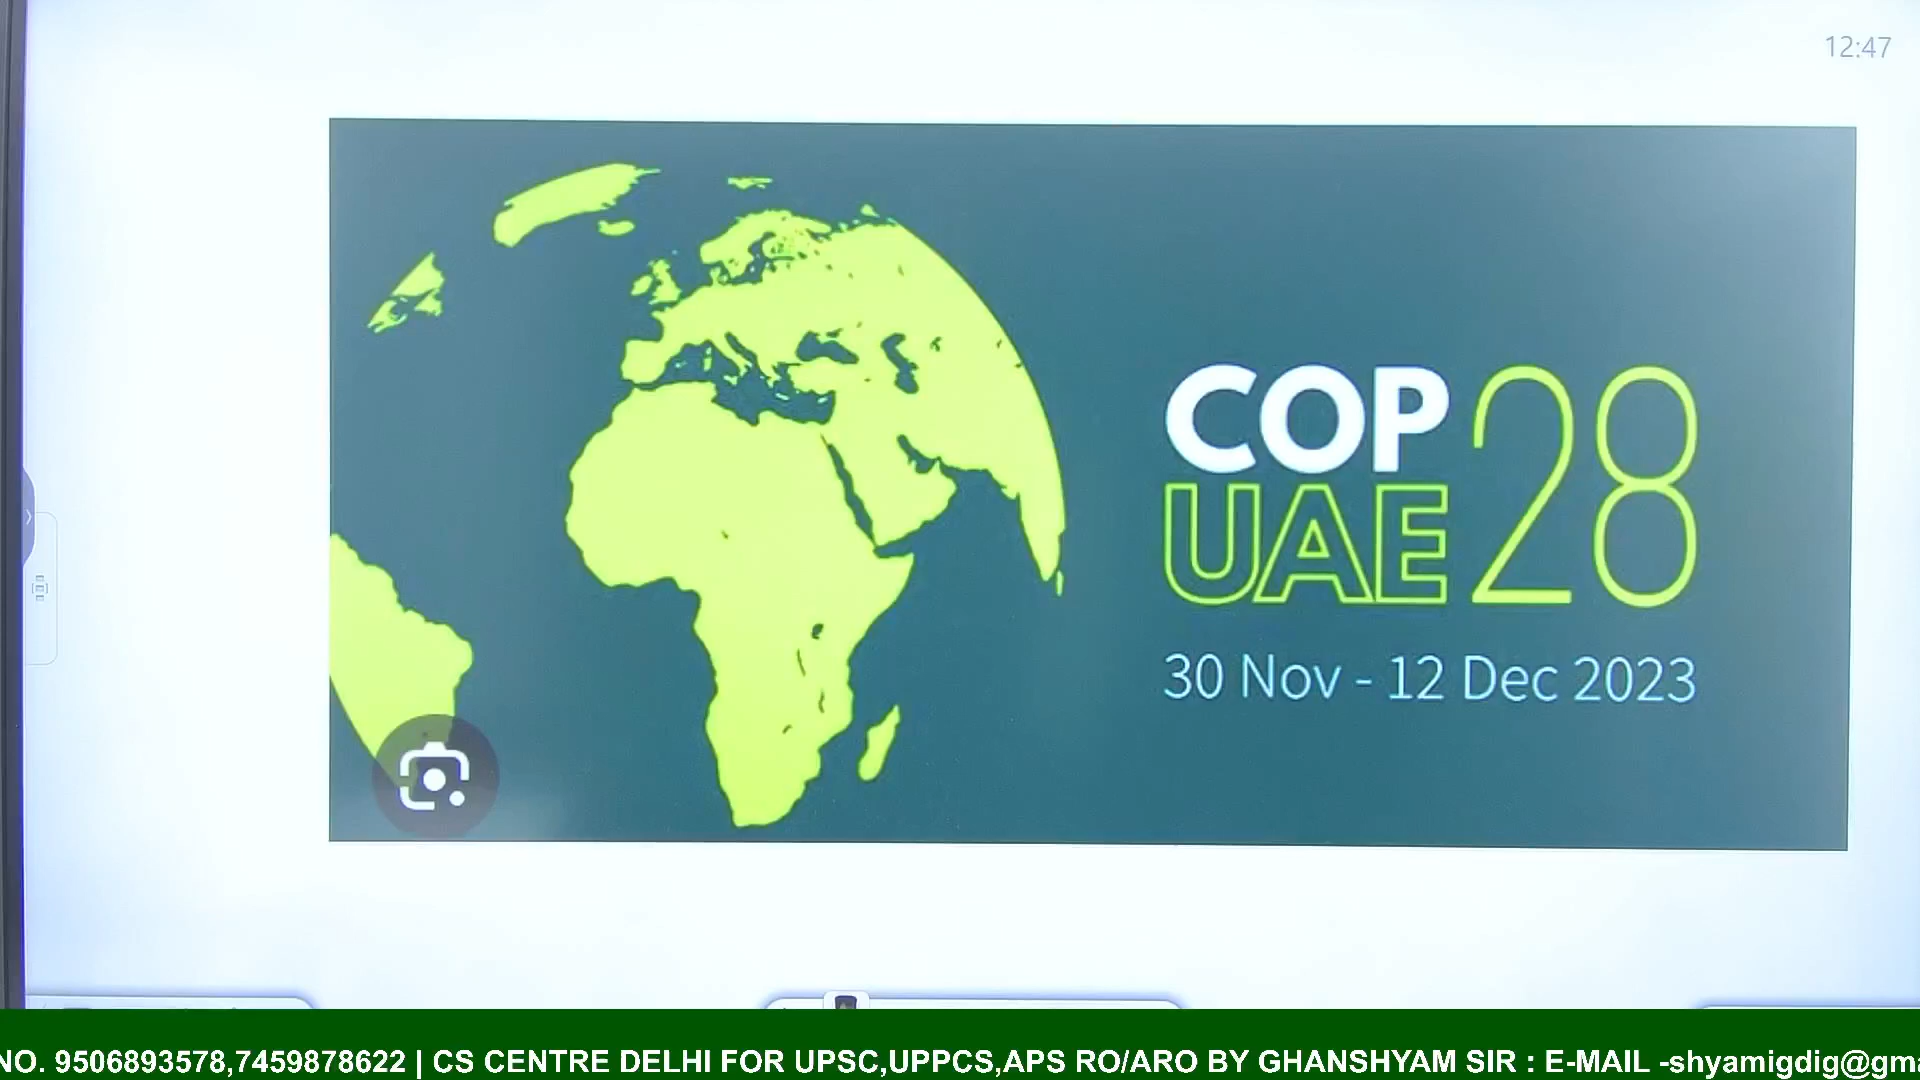 12:47
COP
UAE
28
30 Nov - 12 Dec 2023
NO. 9506893578,7459878622 | CS CENTRE DELHI FOR UPSC,UPPCS,APS RO/ARO BY GHANSHYAM SIR : E-MAIL -shyamigdig@gma